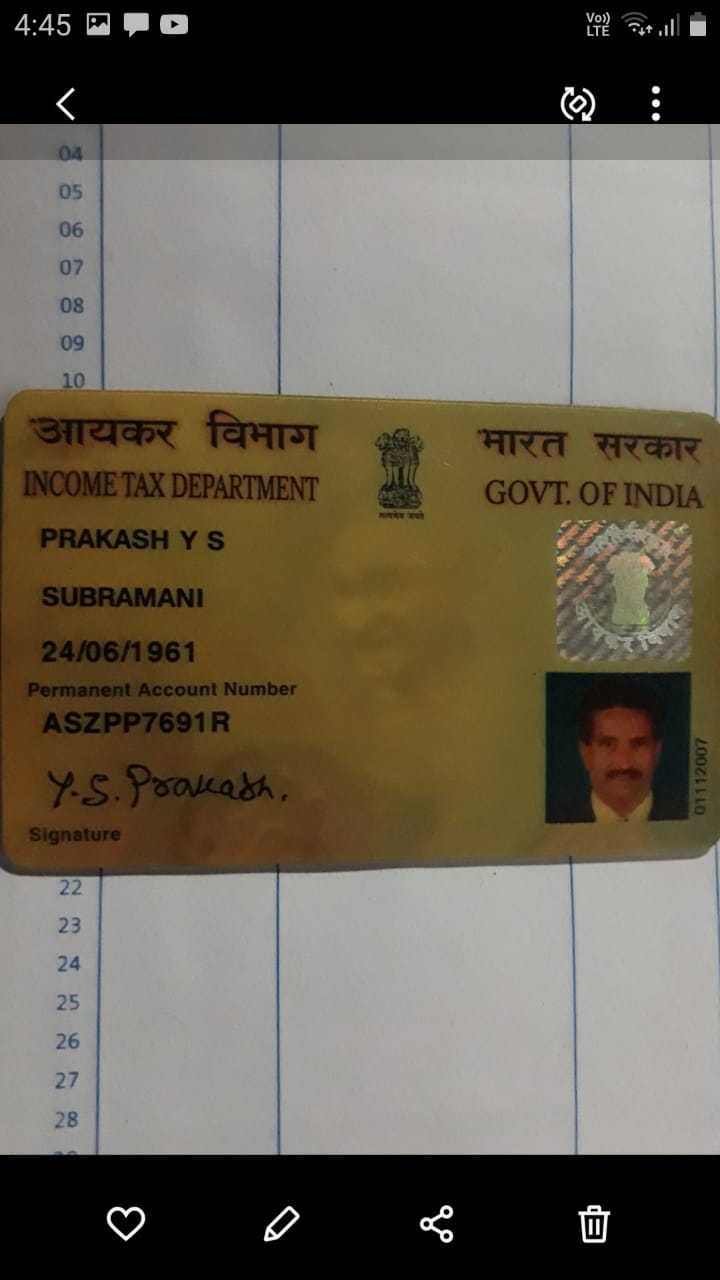 4:45 Vo)) LTE
04
05
06
07
08
09
10
आयकर विभाग भारत सरकार
INCOME TAX DEPARTMENT GOVT. OF INDIA
सत्यमेव जयते
PRAKASH Y S
SUBRAMANI
24/06/1961
Permanent Account Number
ASZPP7691R
Y.S. Prakash.
Signature
आयकर विभाग
01112007
22
23
24
25
26
27
28